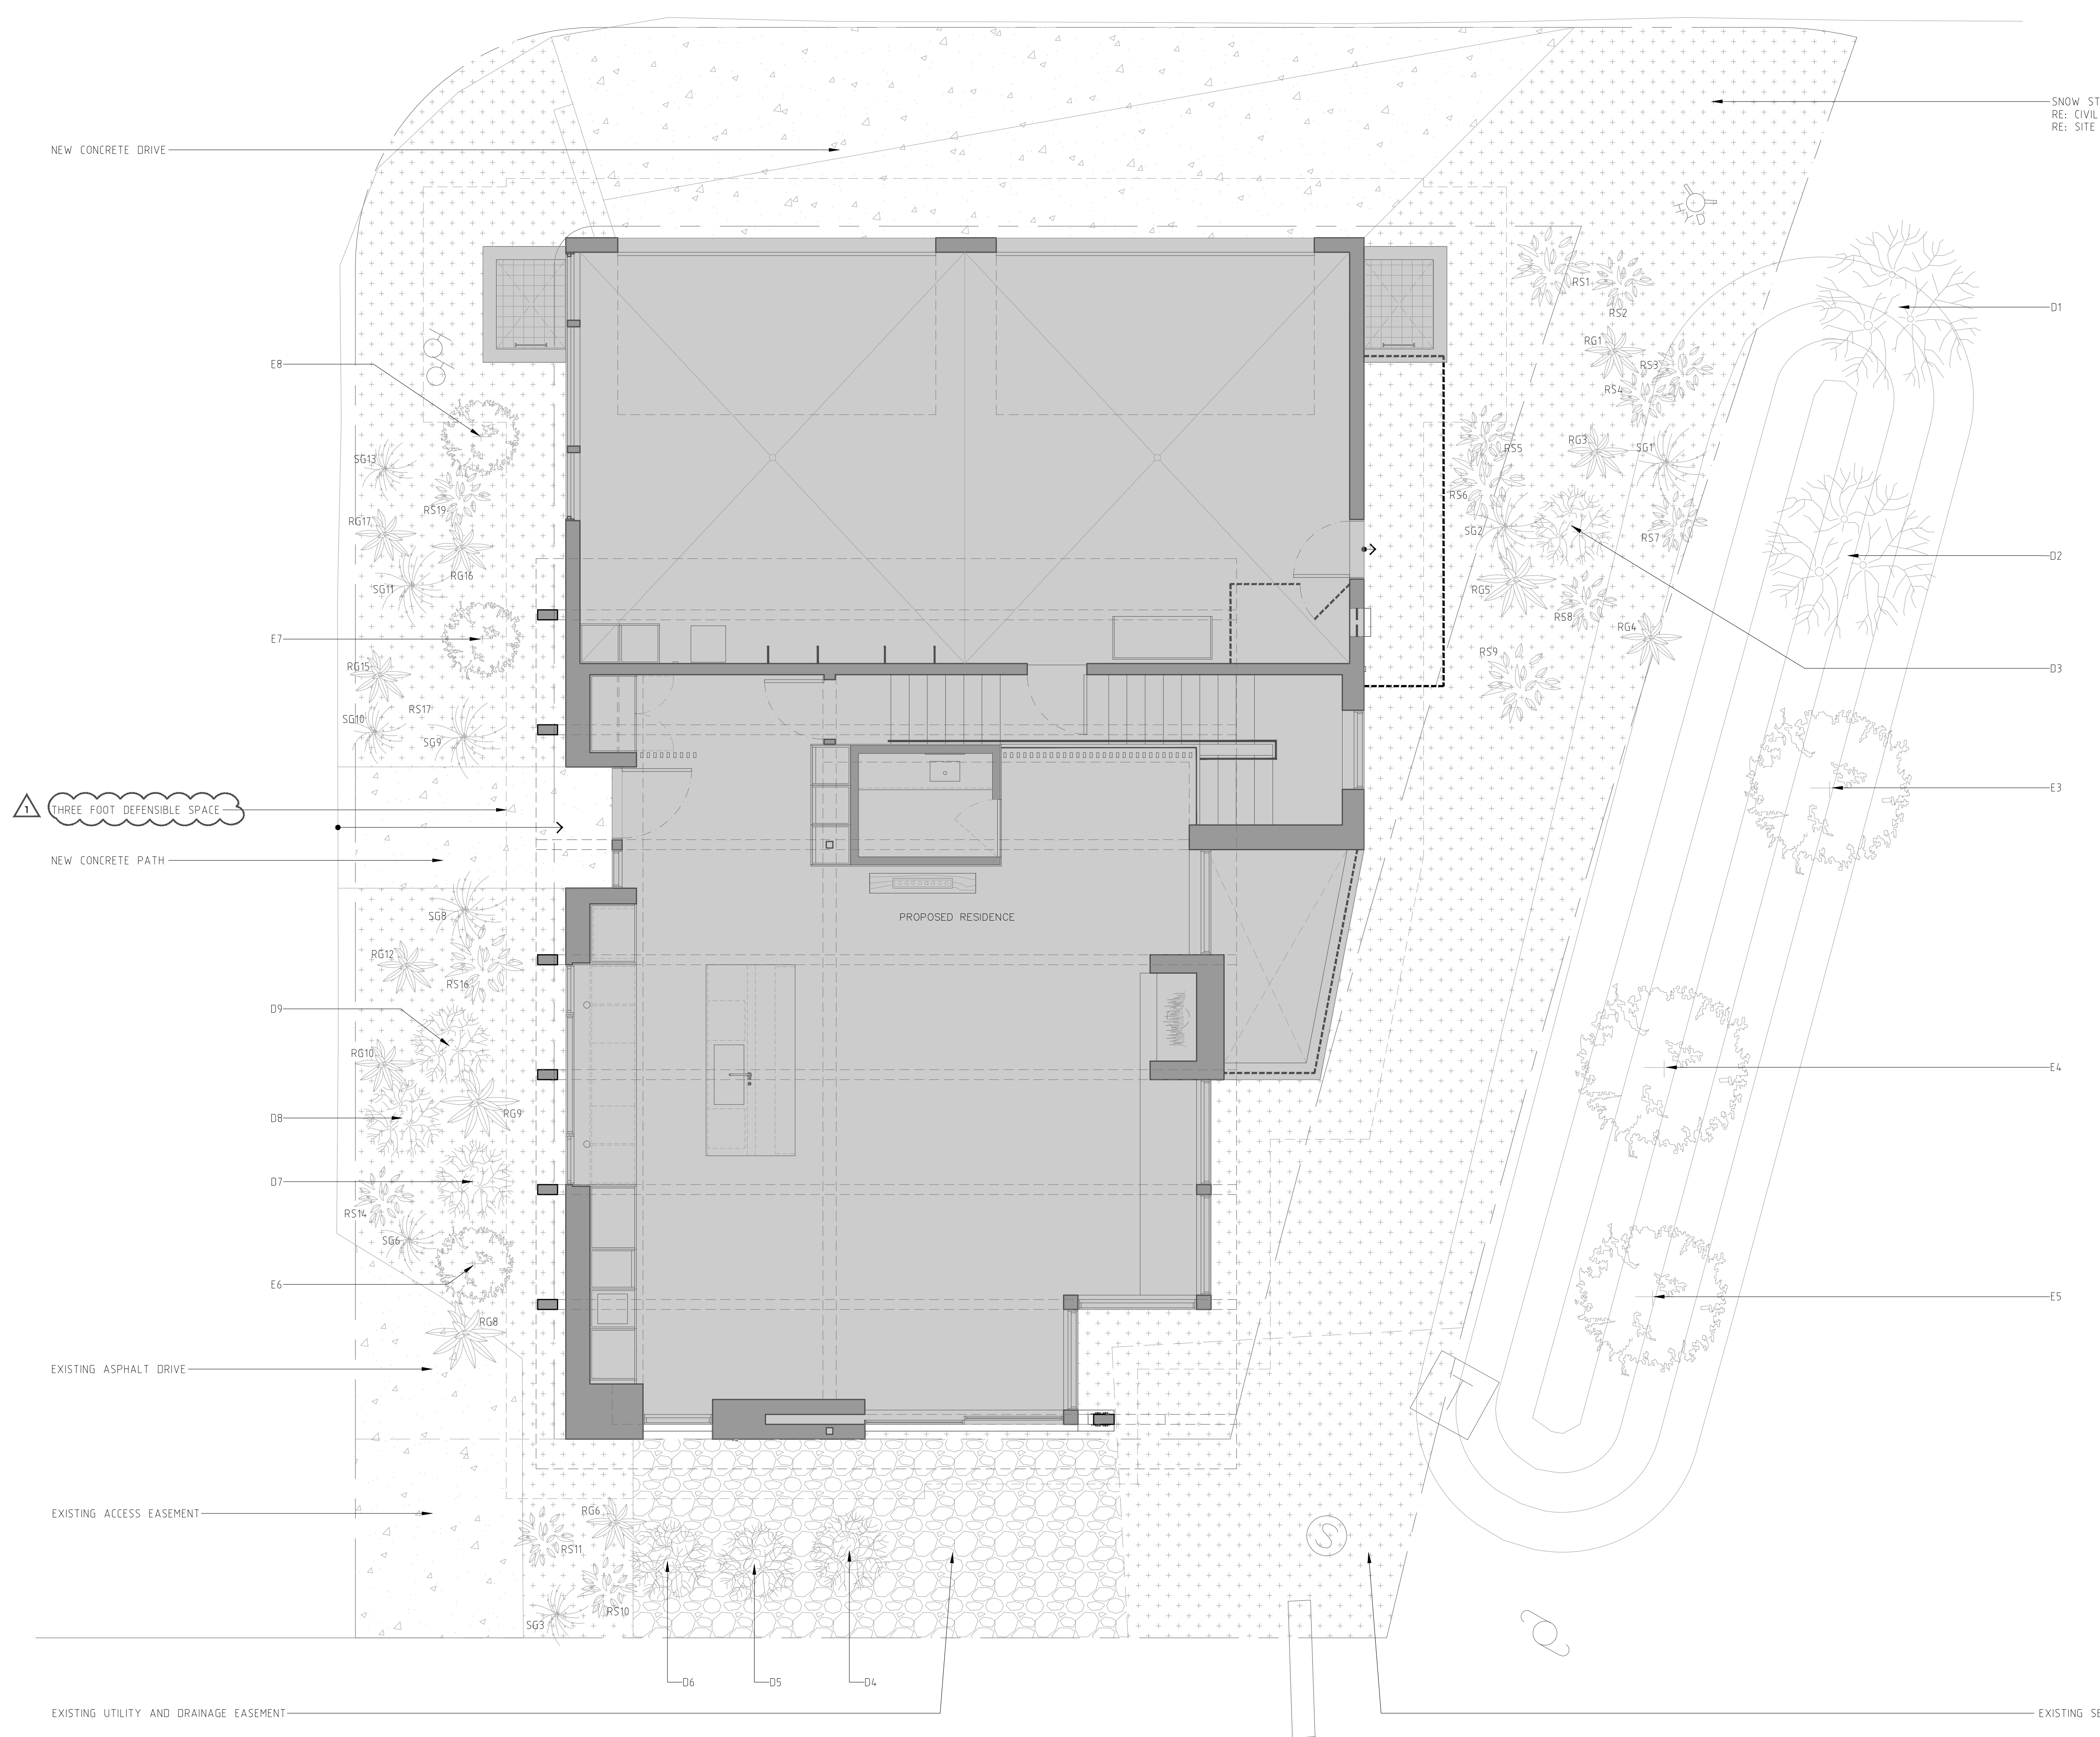 SNOW ST
RE: CIVIL
RE: SITE
NEW CONCRETE DRIVE
RS1
D1
RS2
RG1
E8
RS3
RS4
RG3
SG1
RS5
SG13
RS6
RS19
RG17
SG2
RS7
D2
RG16
SG11
RG5
RS8
RG4
E7
RS9
RG15
D3
RS17
SG10
SG9
E3
1
THREE FOOT DEFENSIBLE SPACE
NEW CONCRETE PATH
SG8
PROPOSED RESIDENCE
RG12
RS16
D9
RG10
E4
RG9
D8
D7
RS14
SG6
E6
E5
RG8
EXISTING ASPHALT DRIVE
EXISTING ACCESS EASEMENT
RG6
RS11
S
RS10
SG3
D6
D5
D4
EXISTING UTILITY AND DRAINAGE EASEMENT
EXISTING SE